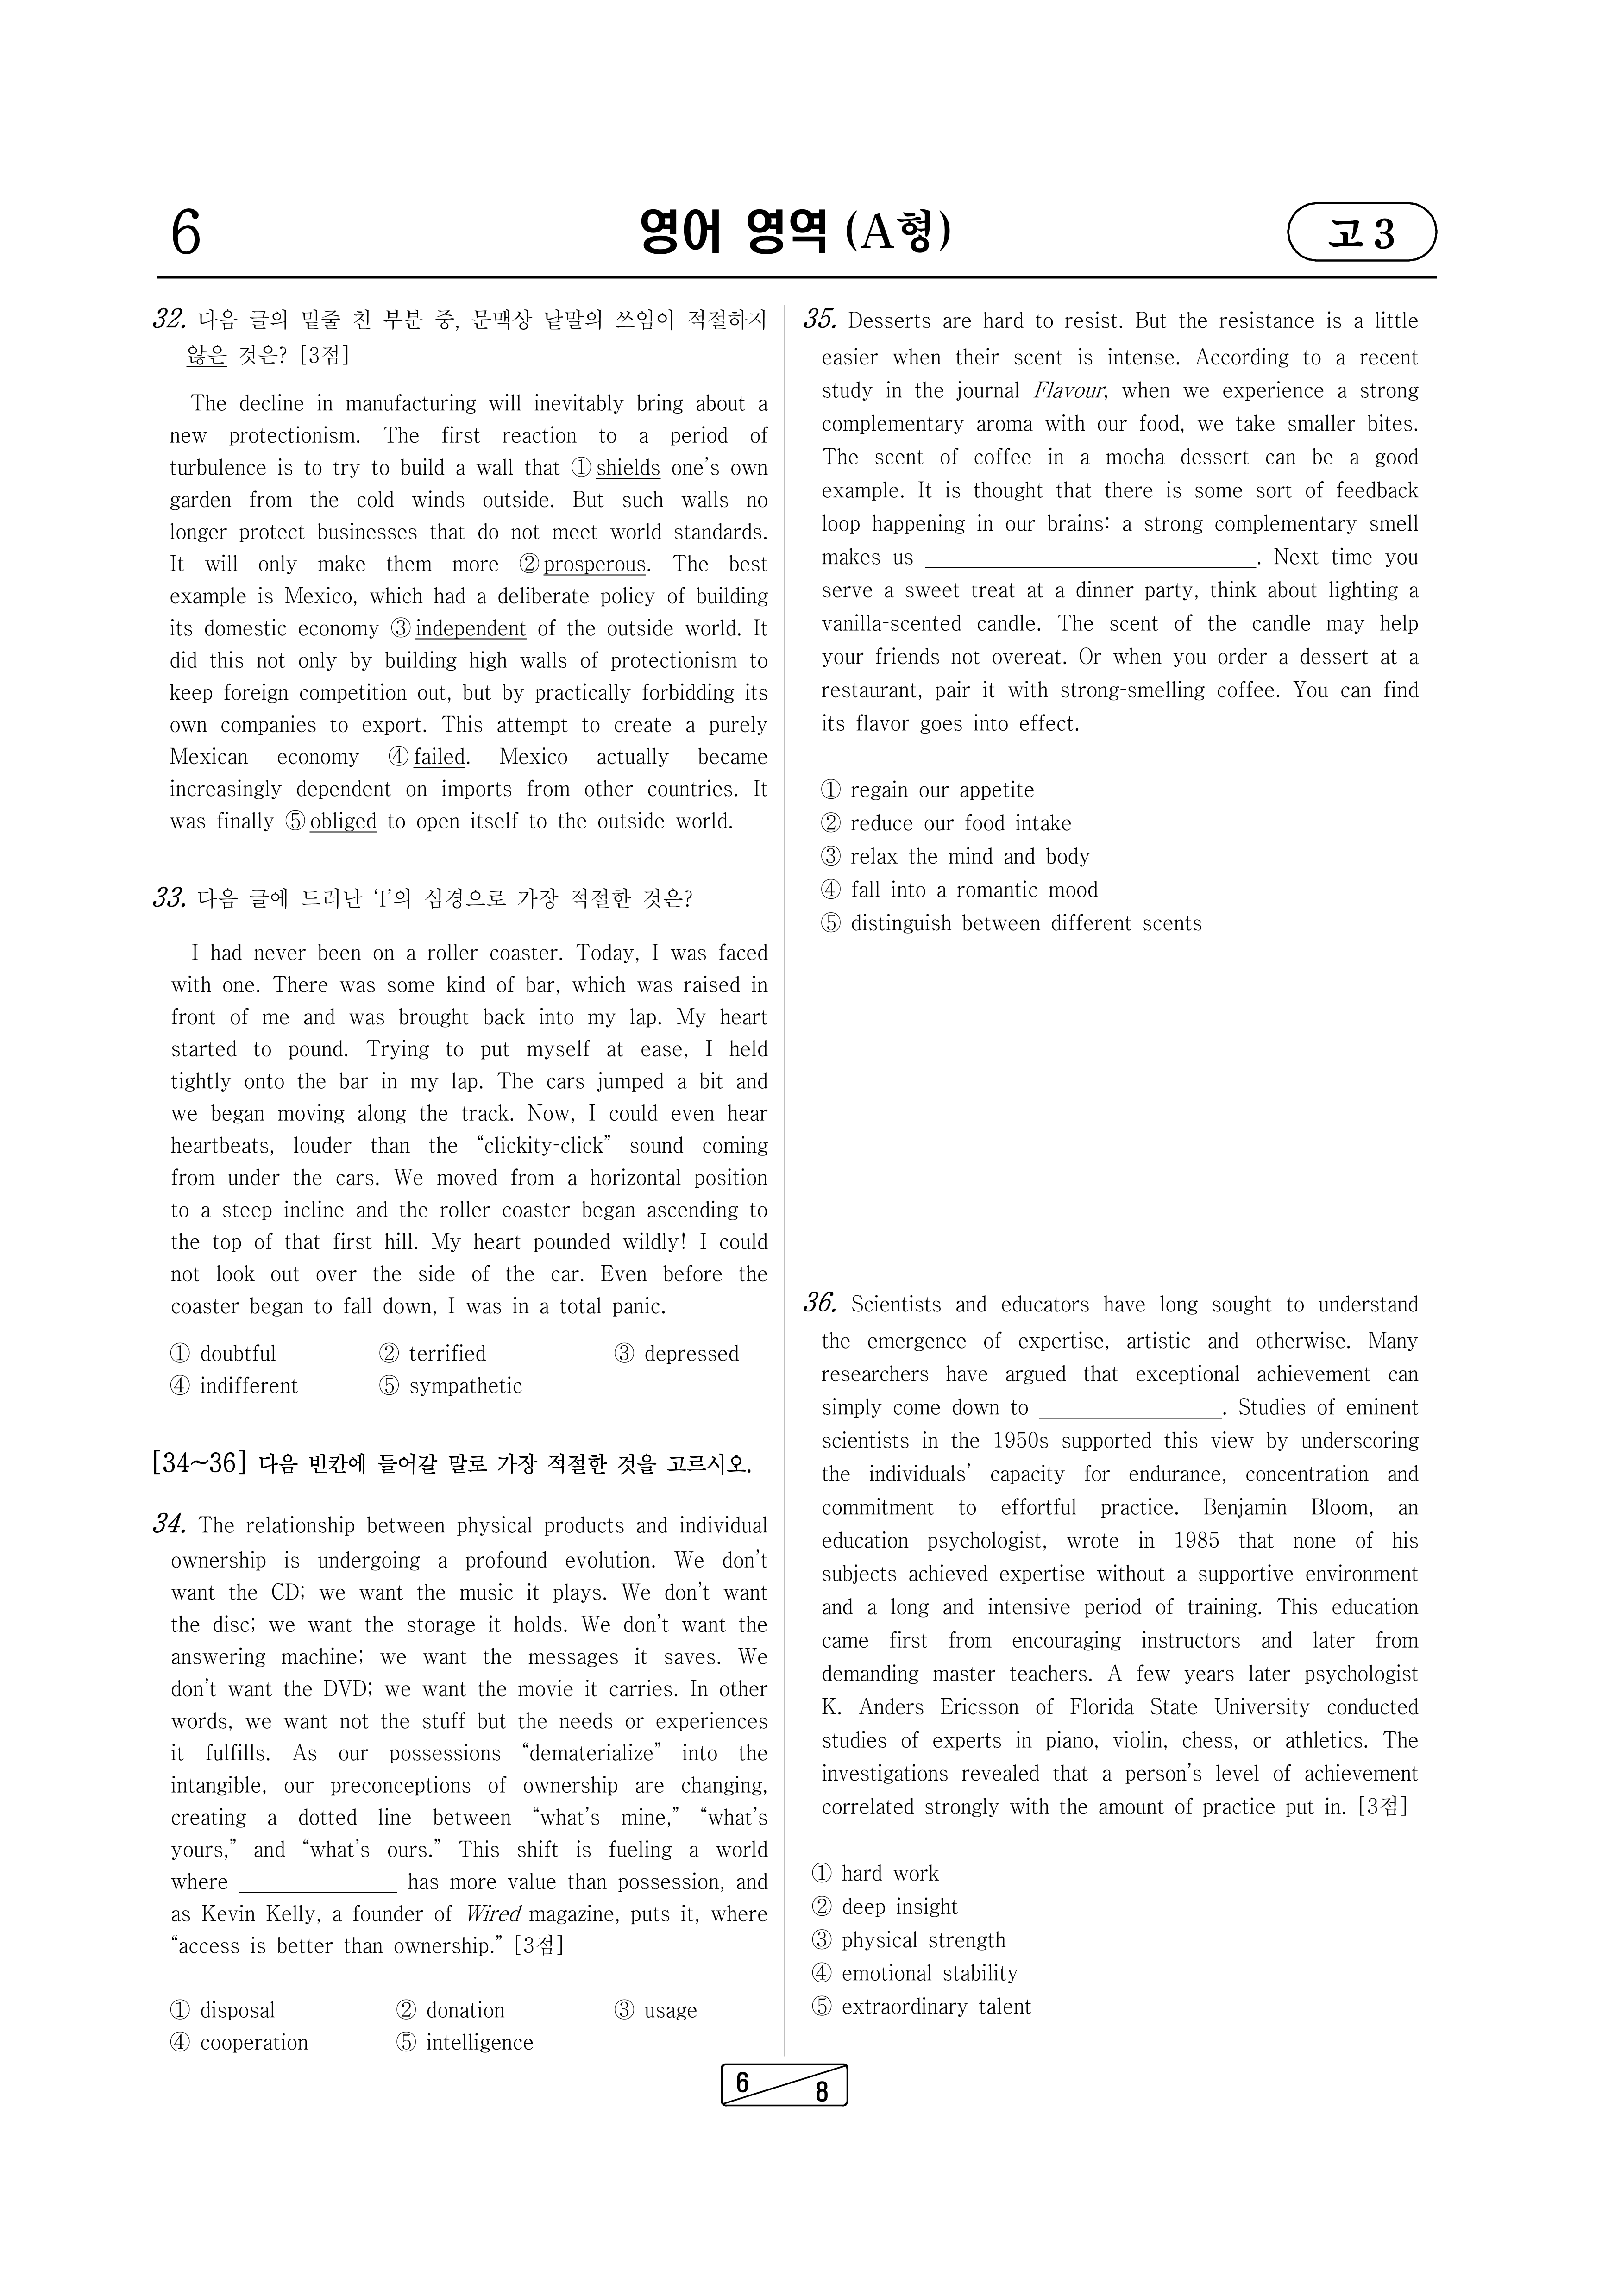 6
영어 영역 (A형)
고 3
32. 다음 글의 밑줄 친 부분 중, 문맥상 낱말의 쓰임이 적절하지
않은 것은? [3점]
The decline in manufacturing will inevitably bring about a
new protectionism. The first reaction to a period of
turbulence is to try to build a wall that ① shields one's own
garden from the cold winds outside. But such walls no
longer protect businesses that do not meet world standards.
It will only make them more ② prosperous. The best
example is Mexico, which had a deliberate policy of building
its domestic economy ③ independent of the outside world. It
did this not only by building high walls of protectionism to
keep foreign competition out, but by practically forbidding its
own companies to export. This attempt to create a purely
Mexican economy ④ failed. Mexico actually became
increasingly dependent on imports from other countries. It
was finally ⑤ obliged to open itself to the outside world.
33. 다음 글에 드러난 ‘I’의 심경으로 가장 적절한 것은?
I had never been on a roller coaster. Today, I was faced
with one. There was some kind of bar, which was raised in
front of me and was brought back into my lap. My heart
started to pound. Trying to put myself at ease, I held
tightly onto the bar in my lap. The cars jumped a bit and
we began moving along the track. Now, I could even hear
heartbeats, louder than the “clickity-click” sound coming
from under the cars. We moved from a horizontal position
to a steep incline and the roller coaster began ascending to
the top of that first hill. My heart pounded wildly! I could
not look out over the side of the car. Even before the
coaster began to fall down, I was in a total panic.
① doubtful ② terrified ③ depressed
④ indifferent ⑤ sympathetic
[34~36] 다음 빈칸에 들어갈 말로 가장 적절한 것을 고르시오.
34. The relationship between physical products and individual
ownership is undergoing a profound evolution. We don't
want the CD; we want the music it plays. We don't want
the disc; we want the storage it holds. We don't want the
answering machine; we want the messages it saves. We
don't want the DVD; we want the movie it carries. In other
words, we want not the stuff but the needs or experiences
it fulfills. As our possessions “dematerialize” into the
intangible, our preconceptions of ownership are changing,
creating a dotted line between “what's mine,” “what's
yours,” and “what's ours.” This shift is fueling a world
where ______________ has more value than possession, and
as Kevin Kelly, a founder of Wired magazine, puts it, where
“access is better than ownership.” [3점]
① disposal ② donation ③ usage
④ cooperation ⑤ intelligence
35. Desserts are hard to resist. But the resistance is a little
easier when their scent is intense. According to a recent
study in the journal Flavour, when we experience a strong
complementary aroma with our food, we take smaller bites.
The scent of coffee in a mocha dessert can be a good
example. It is thought that there is some sort of feedback
loop happening in our brains: a strong complementary smell
makes us ______________________________. Next time you
serve a sweet treat at a dinner party, think about lighting a
vanilla-scented candle. The scent of the candle may help
your friends not overeat. Or when you order a dessert at a
restaurant, pair it with strong-smelling coffee. You can find
its flavor goes into effect.
① regain our appetite
② reduce our food intake
③ relax the mind and body
④ fall into a romantic mood
⑤ distinguish between different scents
36. Scientists and educators have long sought to understand
the emergence of expertise, artistic and otherwise. Many
researchers have argued that exceptional achievement can
simply come down to ________________. Studies of eminent
scientists in the 1950s supported this view by underscoring
the individuals' capacity for endurance, concentration and
commitment to effortful practice. Benjamin Bloom, an
education psychologist, wrote in 1985 that none of his
subjects achieved expertise without a supportive environment
and a long and intensive period of training. This education
came first from encouraging instructors and later from
demanding master teachers. A few years later psychologist
K. Anders Ericsson of Florida State University conducted
studies of experts in piano, violin, chess, or athletics. The
investigations revealed that a person's level of achievement
correlated strongly with the amount of practice put in. [3점]
① hard work
② deep insight
③ physical strength
④ emotional stability
⑤ extraordinary talent
6
8